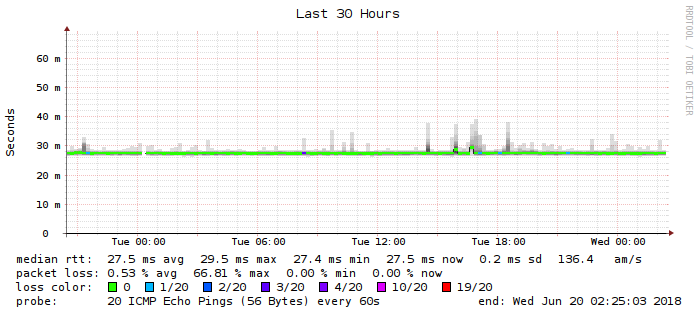 Last 30 Hours
RRDTOOL / TOBI OETIKER
Seconds
60 m
50 m
40 m
30 m
20 m
10 m
0
Tue 00:00 Tue 06:00 Tue 12:00 Tue 18:00 Wed 00:00
median rtt: 27.5 ms avg 29.5 ms max 27.4 ms min 27.5 ms now 0.2 ms sd 136.4 am/s
packet loss: 0.53 % avg 66.81 % max 0.00 % min 0.00 % now
loss color: 0 1/20 2/20 3/20 4/20 10/20 19/20
probe: 20 ICMP Echo Pings (56 Bytes) every 60s end: Wed Jun 20 02:25:03 2018